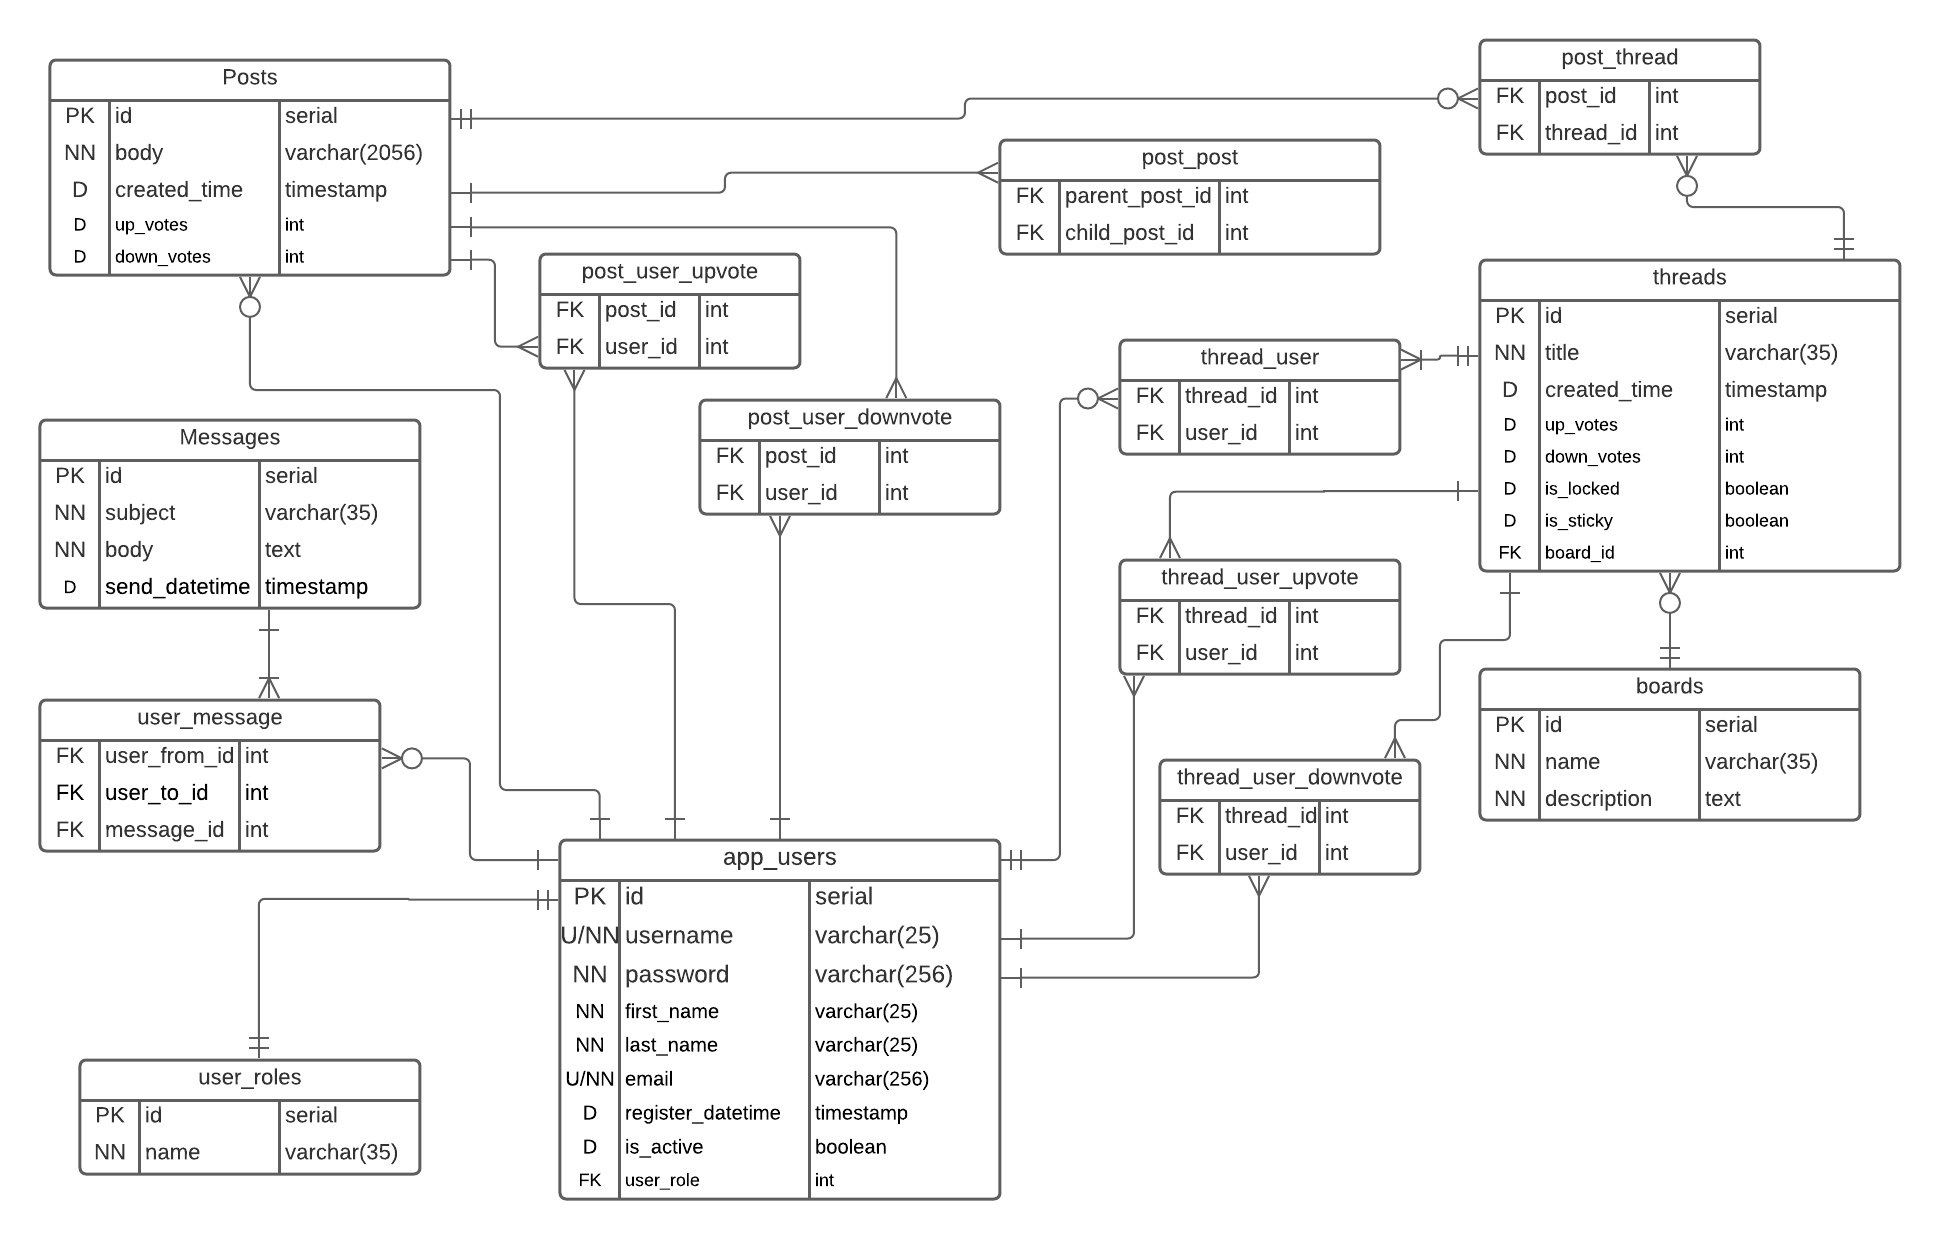 Posts
PK id serial
NN body varchar(2056)
D created_time timestamp
D up_votes int
D down_votes int
post_thread
FK post_id int
FK thread_id int
post_post
FK parent_post_id int
FK child_post_id int
post_user_upvote
FK post_id int
FK user_id int
threads
PK id serial
NN title varchar(35)
D created_time timestamp
D up_votes int
D down_votes int
D is_locked boolean
D is_sticky boolean
FK board_id int
thread_user
FK thread_id int
FK user_id int
post_user_downvote
FK post_id int
FK user_id int
Messages
PK id serial
NN subject varchar(35)
NN body text
D send_datetime timestamp
thread_user_upvote
FK thread_id int
FK user_id int
boards
PK id serial
NN name varchar(35)
NN description text
user_message
FK user_from_id int
FK user_to_id int
FK message_id int
thread_user_downvote
FK thread_id int
FK user_id int
app_users
PK id serial
U/NN username varchar(25)
NN password varchar(256)
NN first_name varchar(25)
NN last_name varchar(25)
U/NN email varchar(256)
D register_datetime timestamp
D is_active boolean
FK user_role int
user_roles
PK id serial
NN name varchar(35)